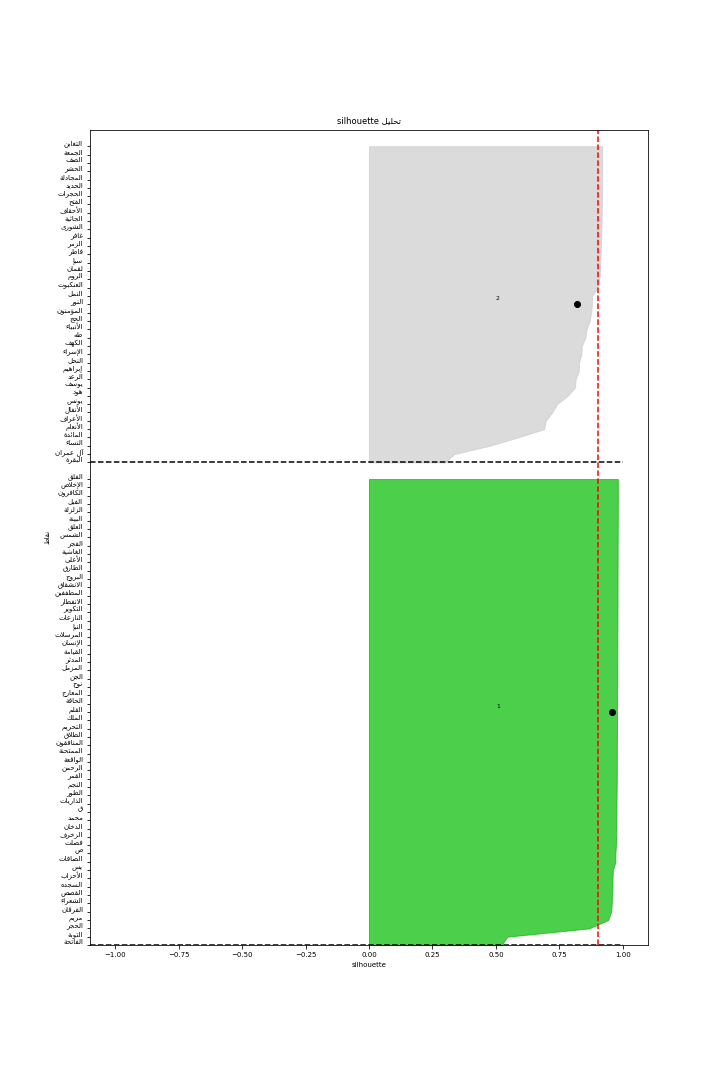 تحليل silhouette
التغابن
الجمعة
الصف
الحشر
المجادلة
الحديد
الحجرات
الفتح
الأحقاف
الجاثية
الشورى
غافر
الزمر
فاطر
سبإ
لقمان
الروم
العنكبوت
النمل
النور
المؤمنون
الحج
الأنبياء
طه
الكهف
الإسراء
النحل
إبراهيم
الرعد
يوسف
هود
يونس
الأنفال
الأعراف
الأنعام
المائدة
النساء
آل عمران
البقرة
الفلق
الإخلاص
الكافرون
الفيل
الزلزلة
البينة
العلق
الشمس
الفجر
الغاشية
الأعلى
الطارق
البروج
الانشقاق
المطففين
الانفطار
التكوير
النازعات
النبإ
المرسلات
الإنسان
القيامة
المدثر
المزمل
الجن
نوح
المعارج
الحاقة
القلم
الملك
التحريم
الطلاق
المنافقون
الممتحنة
الواقعة
الرحمن
القمر
النجم
الطور
الذاريات
ق
محمد
الدخان
الزخرف
فصلت
ص
الصافات
يس
الأحزاب
السجدة
القصص
الشعراء
الفرقان
مريم
الحجر
التوبة
الفاتحة
نقاط
2
1
−1.00 −0.75 −0.50 −0.25 0.00 0.25 0.50 0.75 1.00
silhouette